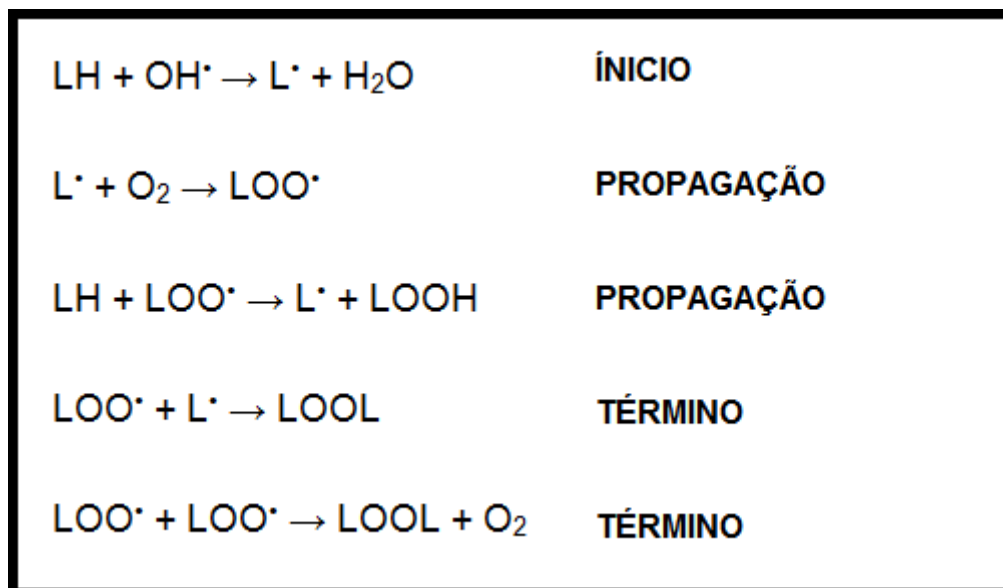 LH + OH• → L• + H₂O ÍNICIO
L• + O₂ → LOO• PROPAGAÇÃO
LH + LOO• → L• + LOOH PROPAGAÇÃO
LOO• + L• → LOOL TÉRMINO
LOO• + LOO• → LOOL + O₂ TÉRMINO